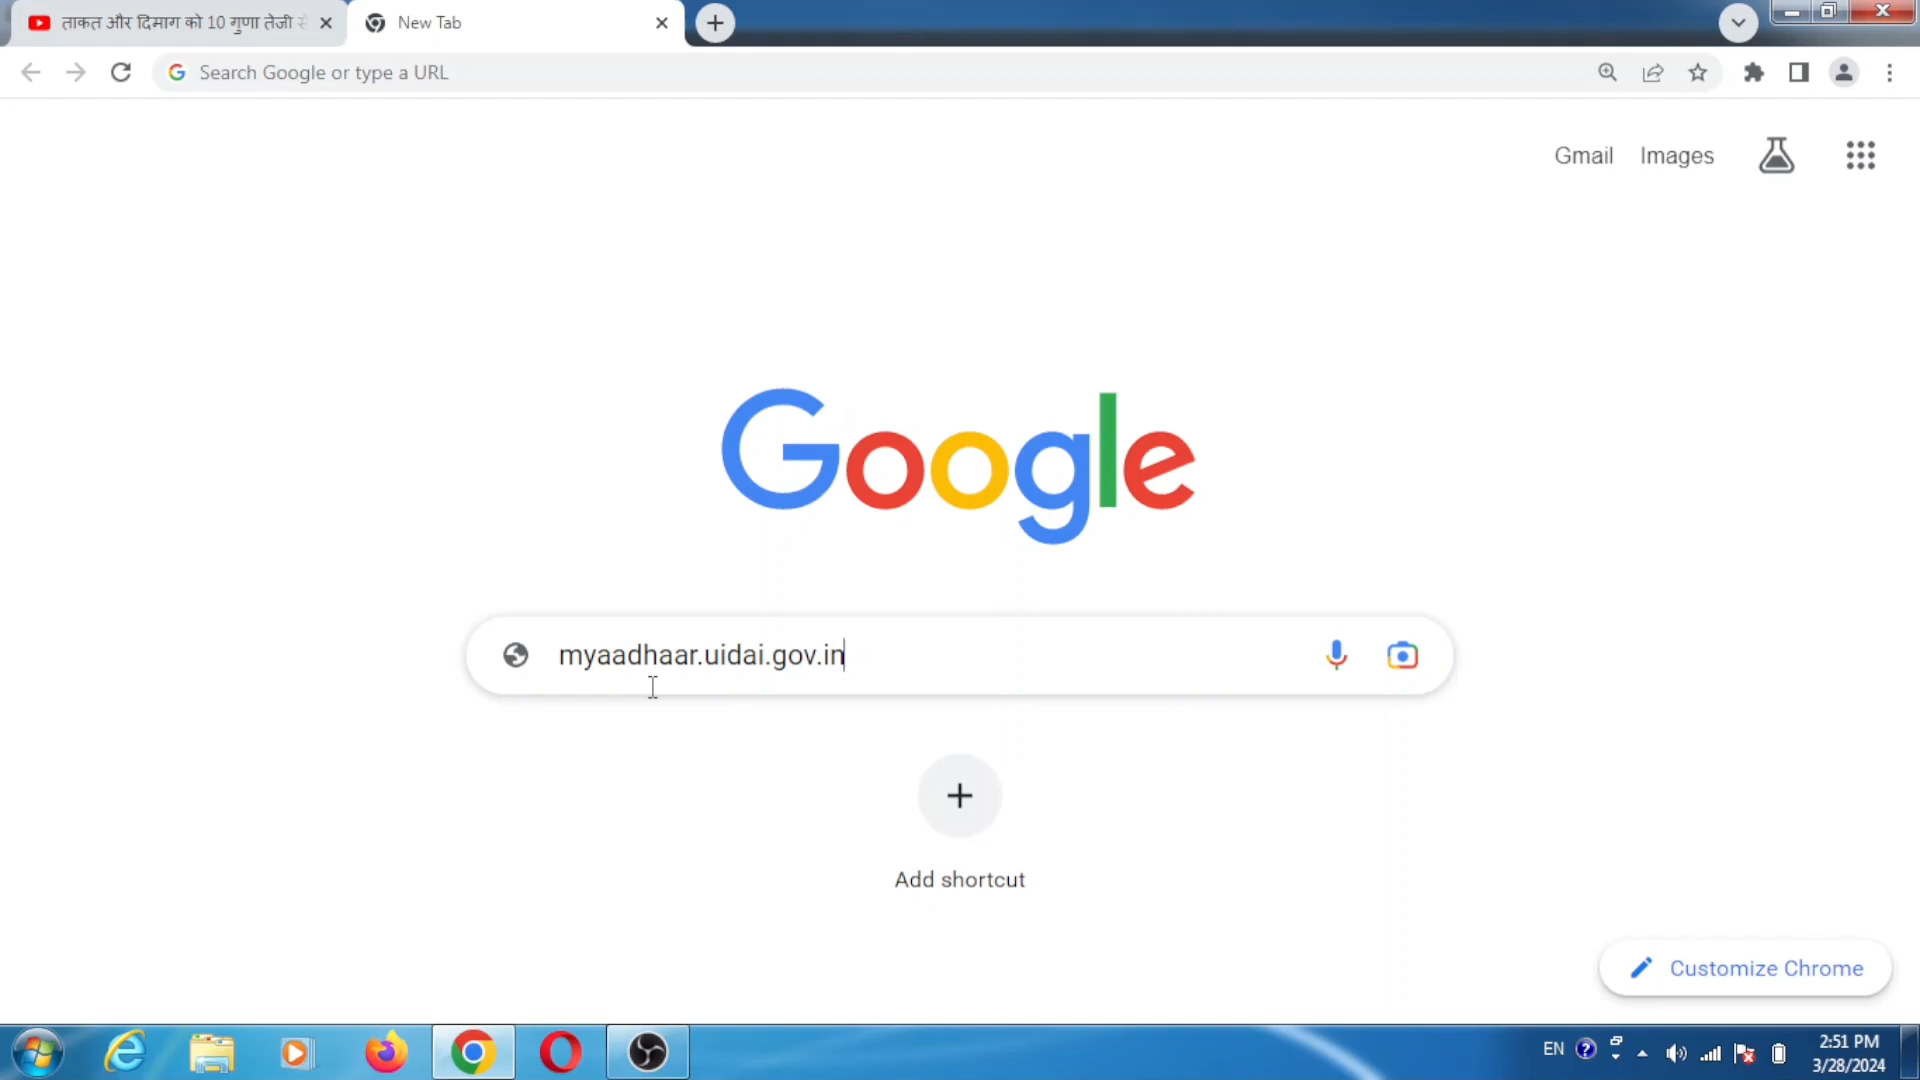 ताकत और दिमाग को 10 गुणा तेजी से
New Tab
Search Google or type a URL
Gmail
Images
Google
myaadhaar.uidai.gov.in
Add shortcut
Customize Chrome
EN
2:51 PM
3/28/2024